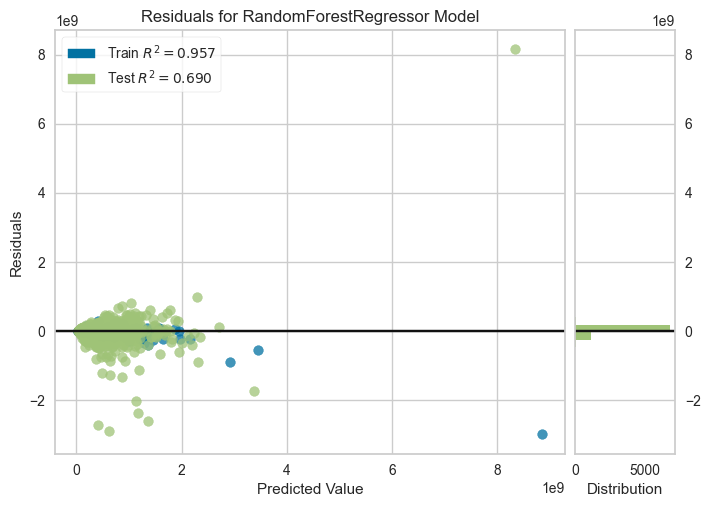 Residuals for RandomForestRegressor Model
1e9
1e9
Train R² = 0.957
Test R² = 0.690
8
6
4
2
0
−2
Residuals
8
6
4
2
0
−2
0
2
4
6
8
1e9
Predicted Value
0
5000
Distribution